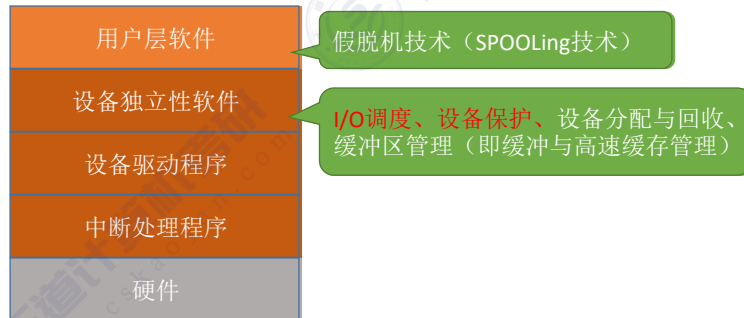 用户层软件
假脱机技术（SPOOLing技术）
设备独立性软件
I/O调度、设备保护、设备分配与回收、
缓冲区管理（即缓冲与高速缓存管理）
设备驱动程序
中断处理程序
硬件